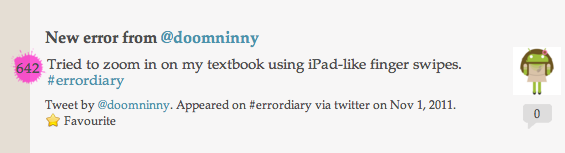 New error from @doomninny
642
Tried to zoom in on my textbook using iPad-like finger swipes.
#errordiary
Tweet by @doomninny. Appeared on #errordiary via twitter on Nov 1, 2011.
Favourite
0